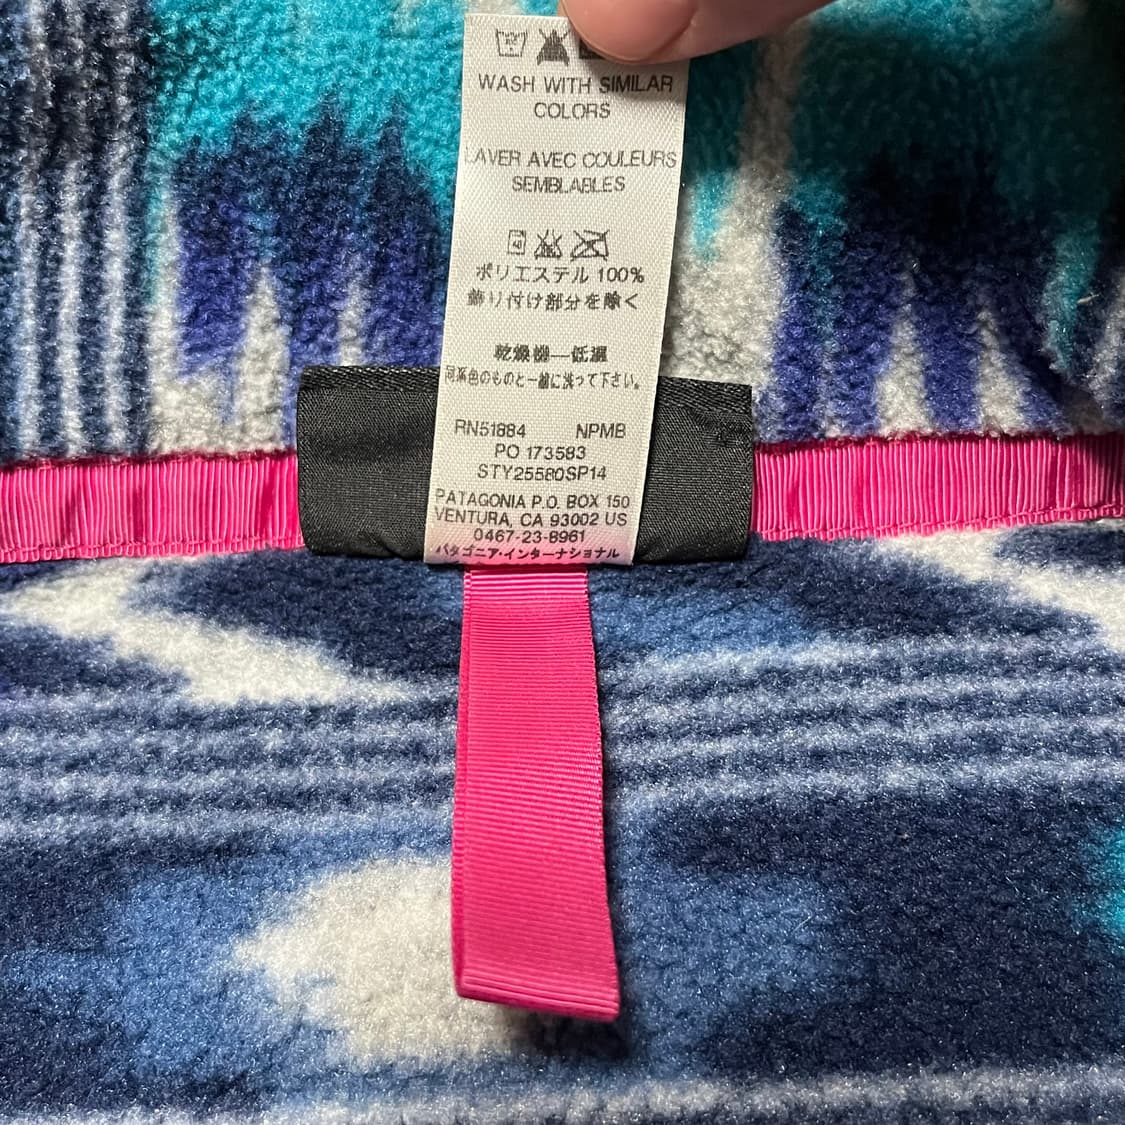 WASH WITH SIMILAR
COLORS
LAVER AVEC COULEURS
SEMBLABLES
ポリエステル 100%
飾り付け部分を除く
乾燥機—低温
同系色のものと一緒に洗って下さい。
RN51884 NPMB
PO 173583
STY25580SP14
PATAGONIA P.O. BOX 150
VENTURA, CA 93002 US
0467-23-8961
パタゴニア・インターナショナル